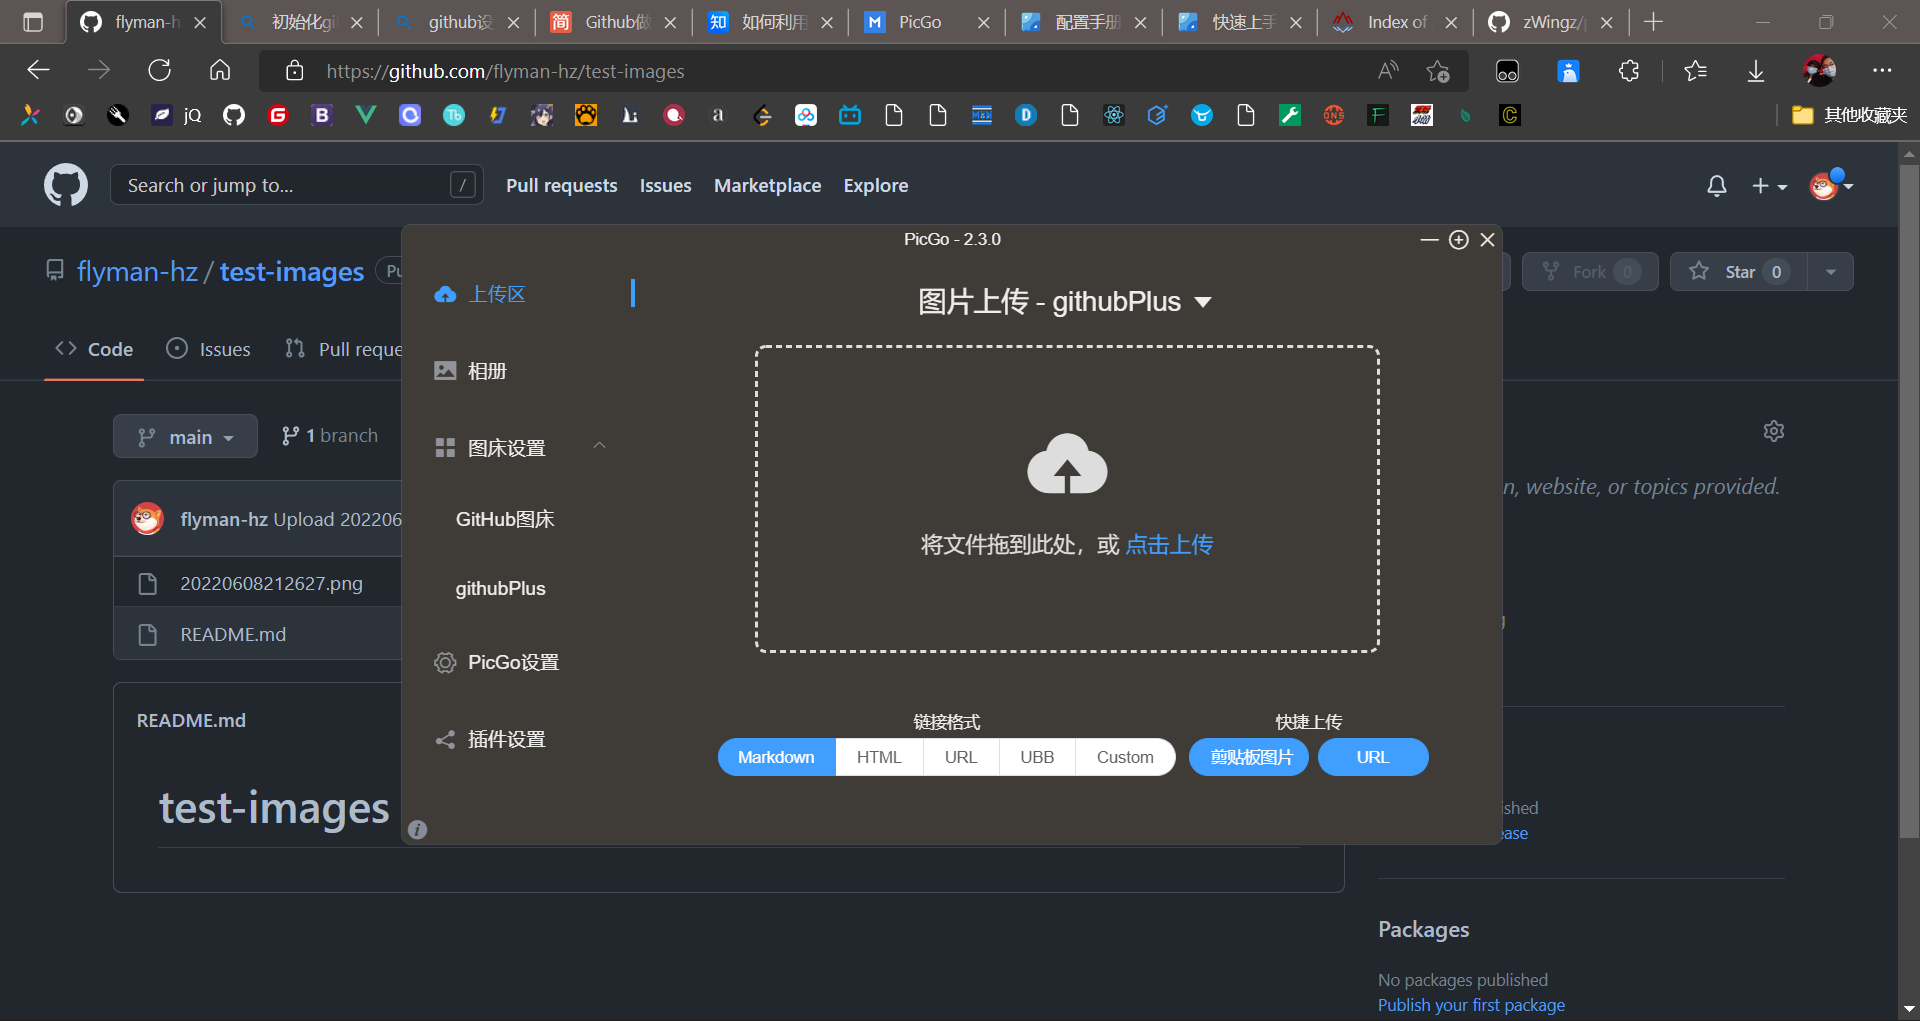 flyman-h
初始化gi
github设
Github做
如何利用
PicGo
配置手册
快速上手
Index of
zWingz/p
https://github.com/flyman-hz/test-images
jQ
其他收藏夹
Search or jump to...
/
Pull requests
Issues
Marketplace
Explore
flyman-hz / test-images
Pu
Fork 0
Star 0
Code
Issues
Pull reque
main
1 branch
flyman-hz Upload 202206
20220608212627.png
README.md
README.md
test-images
PicGo - 2.3.0
上传区
相册
图床设置
GitHub图床
githubPlus
PicGo设置
插件设置
图片上传 - githubPlus
将文件拖到此处，或 点击上传
链接格式
快捷上传
Markdown
HTML
URL
UBB
Custom
剪贴板图片
URL
n, website, or topics provided.
ished
ease
Packages
No packages published
Publish your first package